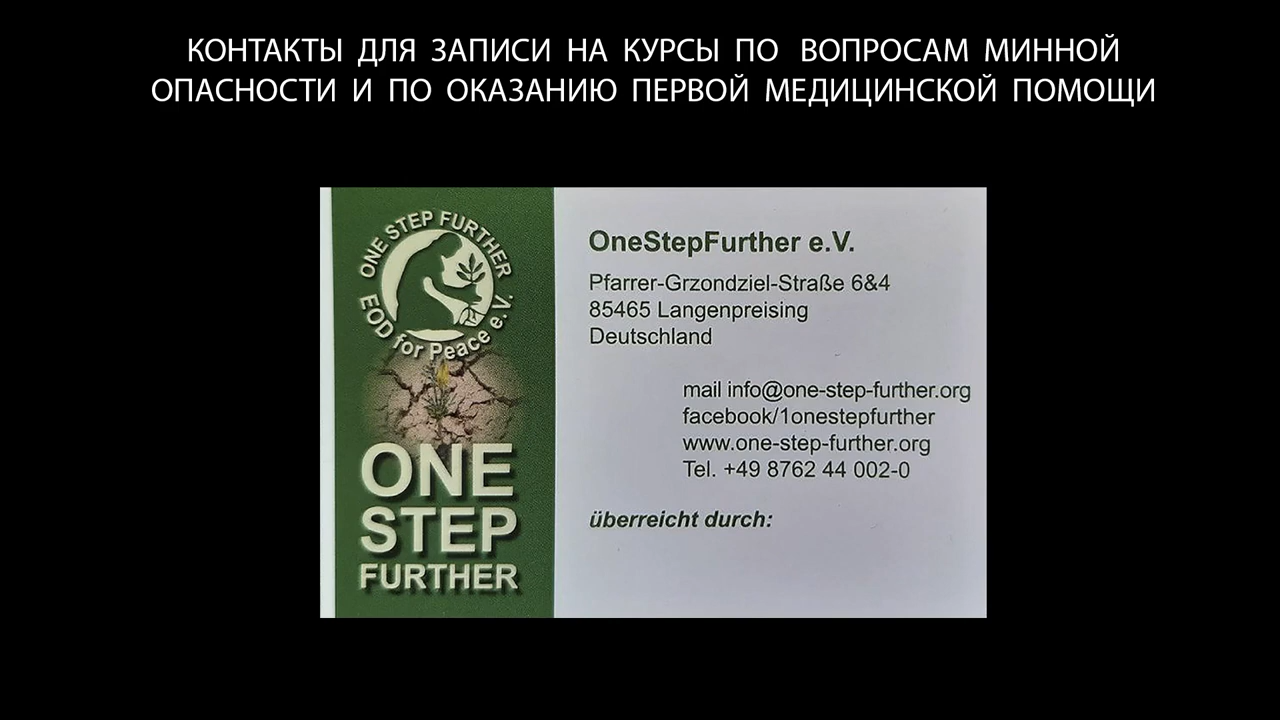 КОНТАКТЫ ДЛЯ ЗАПИСИ НА КУРСЫ ПО ВОПРОСАМ МИННОЙ
ОПАСНОСТИ И ПО ОКАЗАНИЮ ПЕРВОЙ МЕДИЦИНСКОЙ ПОМОЩИ
ONE STEP FURTHER
EOD for Peace e.V.
ONE
STEP
FURTHER
OneStepFurther e.V.
Pfarrer-Grzondziel-Straße 6&4
85465 Langenpreising
Deutschland
mail info@one-step-further.org
facebook/1onestepfurther
www.one-step-further.org
Tel. +49 8762 44 002-0
überreicht durch: